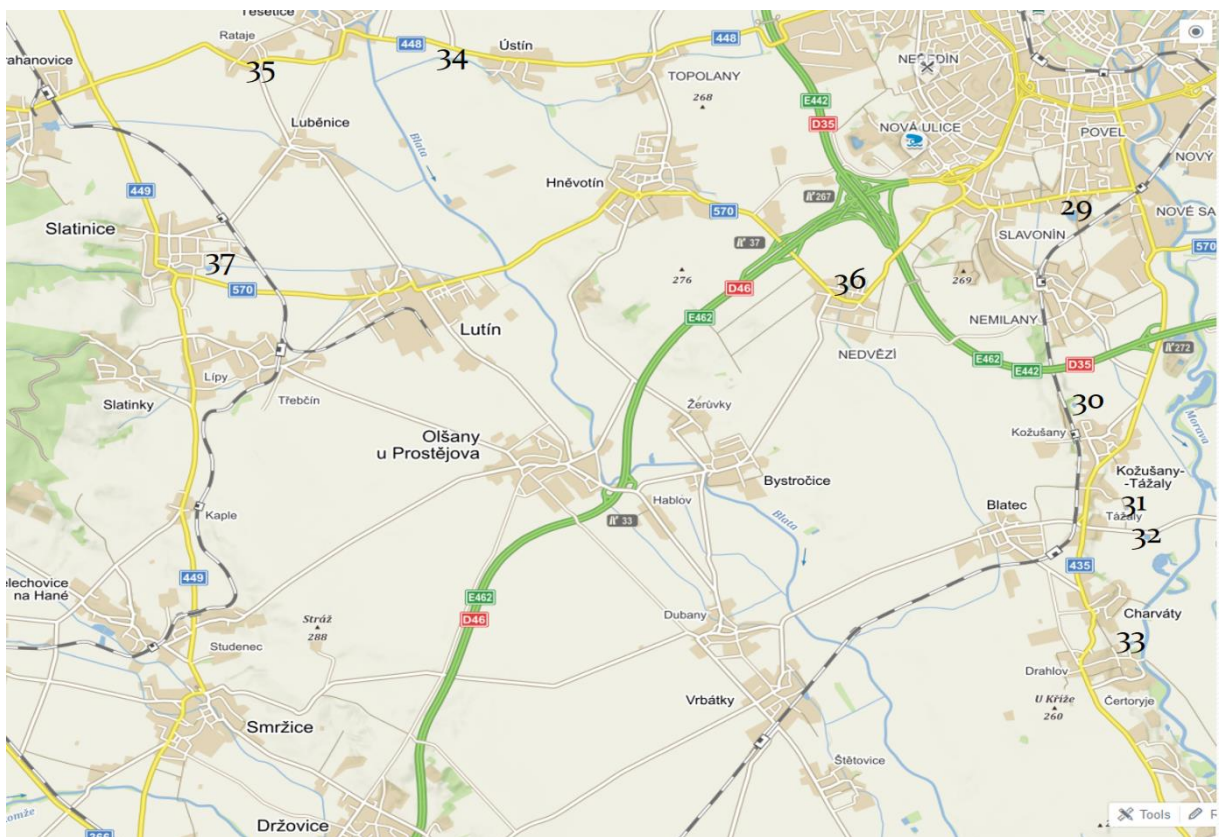 Těšetice
Rataje
448
34
Ústín
448
NEŘEDÍN
35
TOPOLANY
268
E442
D35
NOVÁ ULICE
POVEL
Luběnice
Blata
NOVÝ
Hněvotín
449
267
570
29
NOVÉ SA
Slatinice
SLAVONÍN
37
37
570
276
36
269
570
D46
E462
Lutín
NEMILANY
NEDVĚZÍ
E462
E442
D35
272
Lípy
Slatinky
Třebčín
Žerůvky
30
Morava
Olšany
u Prostějova
Kožušany
Kožušany-
-Tážaly
Bystročice
31
Kaple
Hablov
33
Blata
Blatec
Tážaly
32
449
435
elechovice
na Hané
E462
D46
Stráž
288
Dubany
Charváty
Studenec
33
Drahlov
Smržice
Vrbátky
U Kříže
260
Čertoryje
Štětovice
Držovice
366
Tools